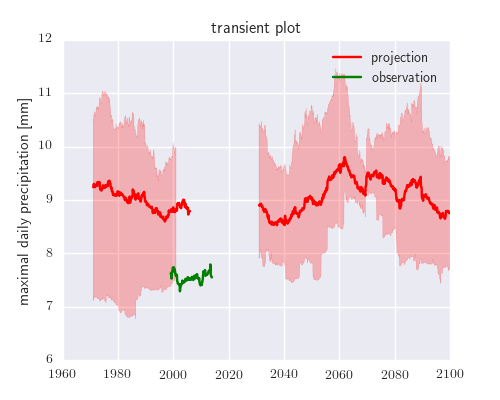 transient plot
maximal daily precipitation [mm]
12
11
10
9
8
7
6
projection
observation
1960 1980 2000 2020 2040 2060 2080 2100